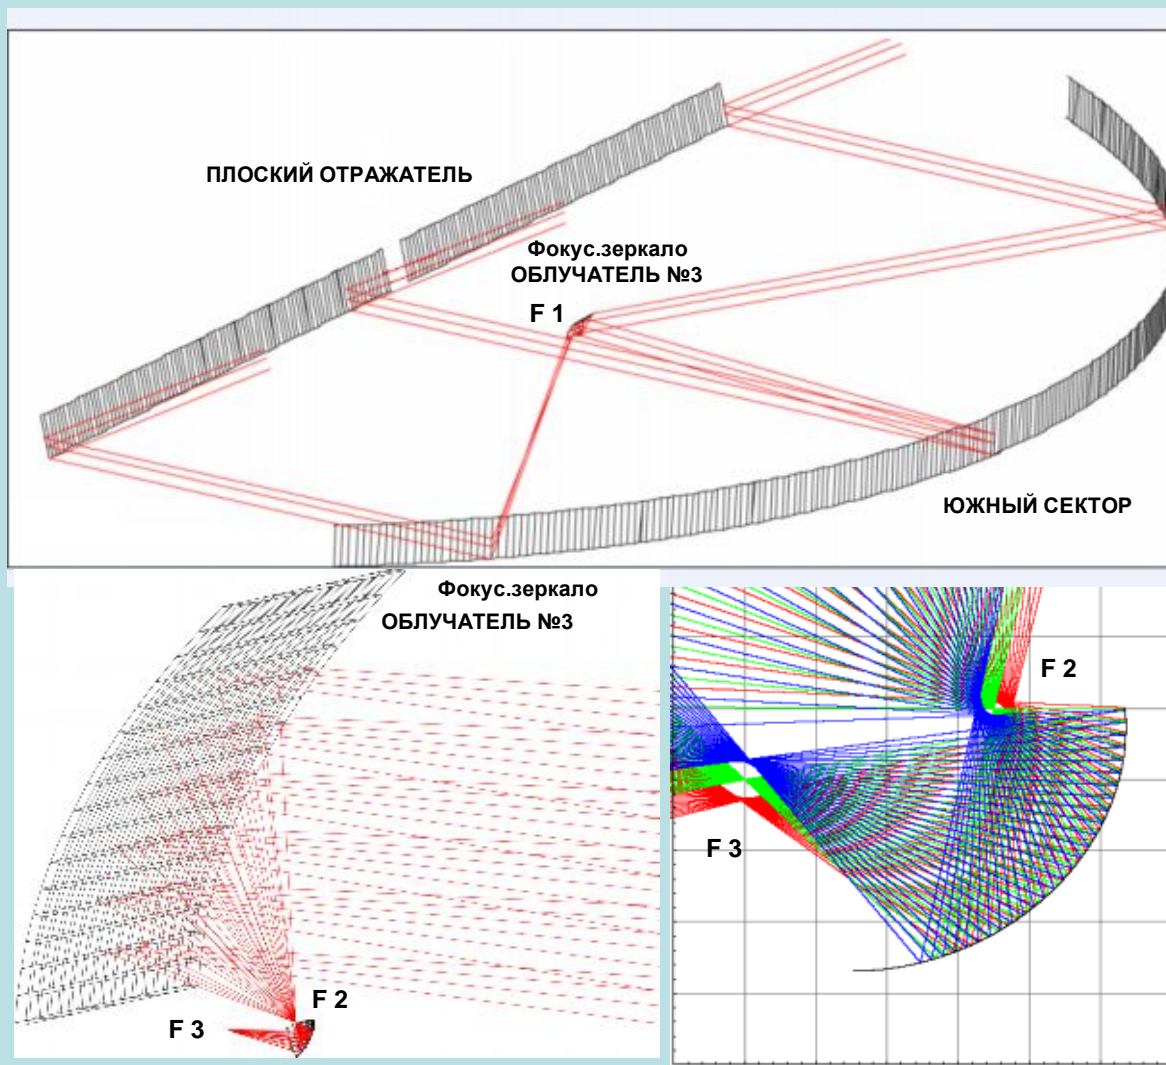 ПЛОСКИЙ ОТРАЖАТЕЛЬ
Фокус.зеркало
ОБЛУЧАТЕЛЬ №3
F 1
ЮЖНЫЙ СЕКТОР
Фокус.зеркало
ОБЛУЧАТЕЛЬ №3
F 2
F 3
F 2
F 3